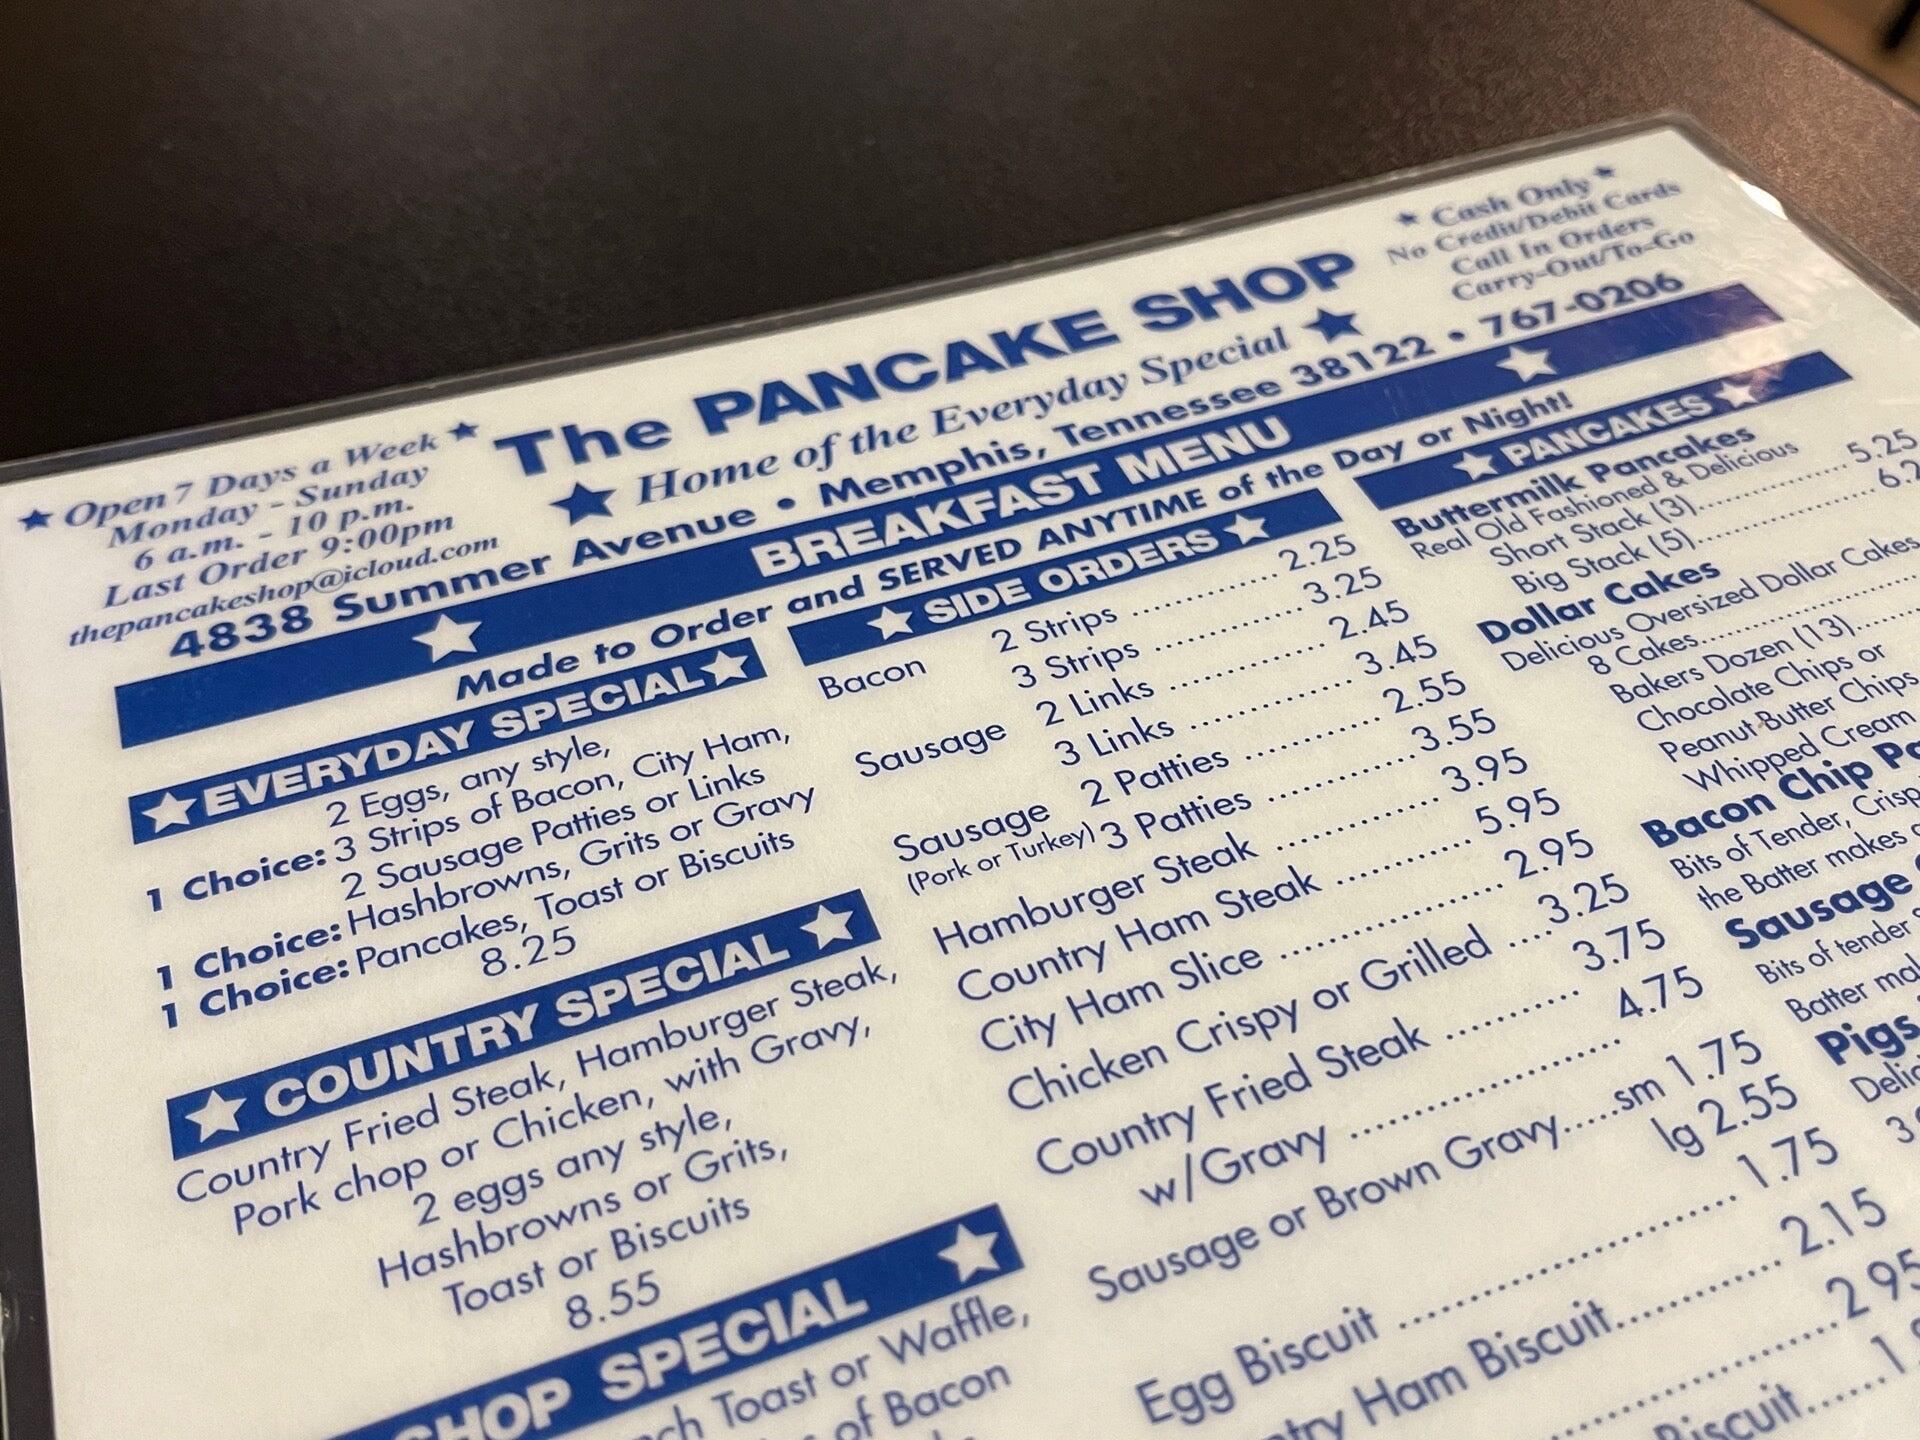 ★ Open 7 Days a Week ★
Monday - Sunday
6 a.m. - 10 p.m.
Last Order 9:00pm
thepancakeshop@icloud.com
The PANCAKE SHOP
★ Home of the Everyday Special ★
★ Cash Only ★
No Credit/Debit Cards
Call In Orders
Carry-Out/To-Go
4838 Summer Avenue • Memphis, Tennessee 38122 • 767-0206
★ BREAKFAST MENU ★
Made to Order and SERVED ANYTIME of the Day or Night!
★ EVERYDAY SPECIAL ★
2 Eggs, any style,
1 Choice: 3 Strips of Bacon, City Ham,
2 Sausage Patties or Links
1 Choice: Hashbrowns, Grits or Gravy
1 Choice: Pancakes, Toast or Biscuits
8.25
★ COUNTRY SPECIAL ★
Country Fried Steak, Hamburger Steak,
Pork chop or Chicken, with Gravy,
2 eggs any style,
Hashbrowns or Grits,
Toast or Biscuits
8.55
SHOP SPECIAL ★
Toast or Waffle,
of Bacon
★ SIDE ORDERS ★
Bacon 2 Strips .......... 2.25
3 Strips .......... 3.25
Sausage 2 Links .......... 2.45
3 Links .......... 3.45
Sausage 2 Patties .......... 2.55
(Pork or Turkey) 3 Patties .......... 3.55
Hamburger Steak .......... 3.95
Country Ham Steak .......... 5.95
City Ham Slice .......... 2.95
Chicken Crispy or Grilled ....3.25
Country Fried Steak .......... 3.75
w/Gravy .......... 4.75
Sausage or Brown Gravy.....sm 1.75
lg 2.55
Egg Biscuit .......... 1.75
Ham Biscuit.......... 2.15
2.95
★ PANCAKES ★
Buttermilk Pancakes
Real Old Fashioned & Delicious
Short Stack (3).......... 5.25
Big Stack (5)..........
Dollar Cakes
Delicious Oversized Dollar Cakes
8 Cakes..........
Bakers Dozen (13)..........
Chocolate Chips or
Peanut Butter Chips
Whipped Cream
Bacon Chip
Bits of Tender,
the Batter makes
Sausage
Bits of tender
Batter
Pigs